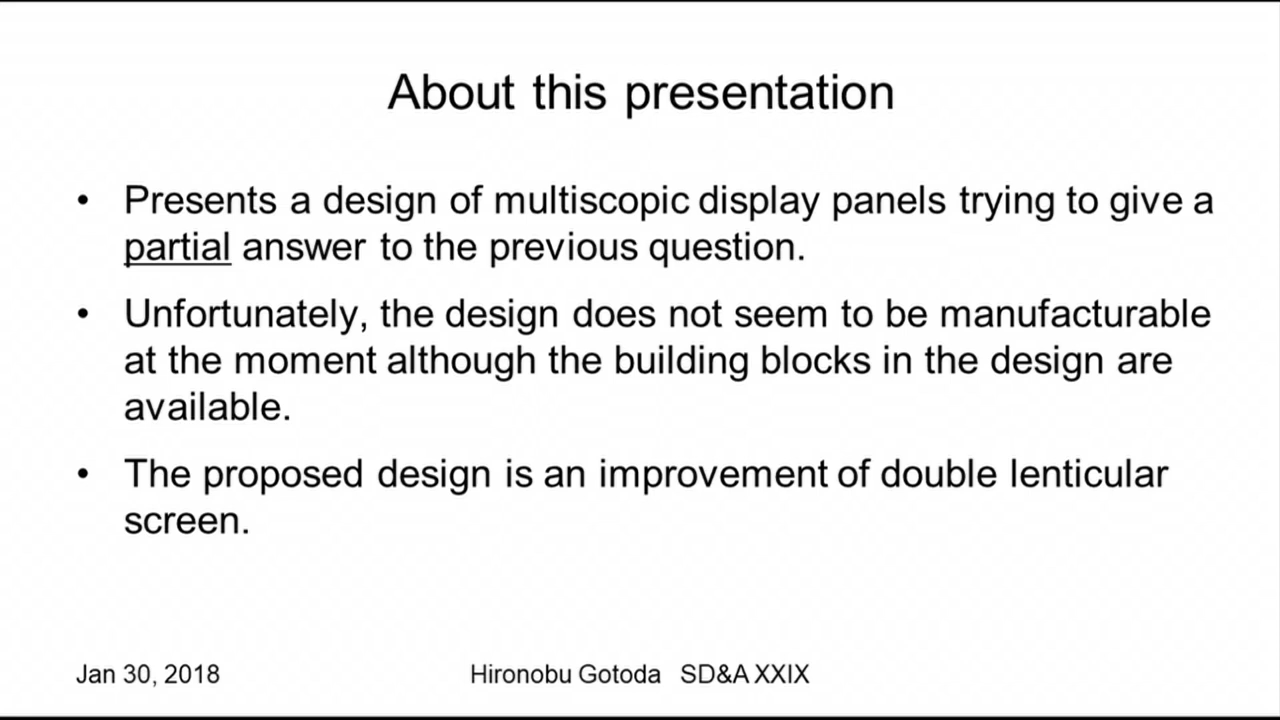 About this presentation
• Presents a design of multiscopic display panels trying to give a
partial answer to the previous question.
• Unfortunately, the design does not seem to be manufacturable
at the moment although the building blocks in the design are
available.
• The proposed design is an improvement of double lenticular
screen.
Jan 30, 2018
Hironobu Gotoda SD&A XXIX